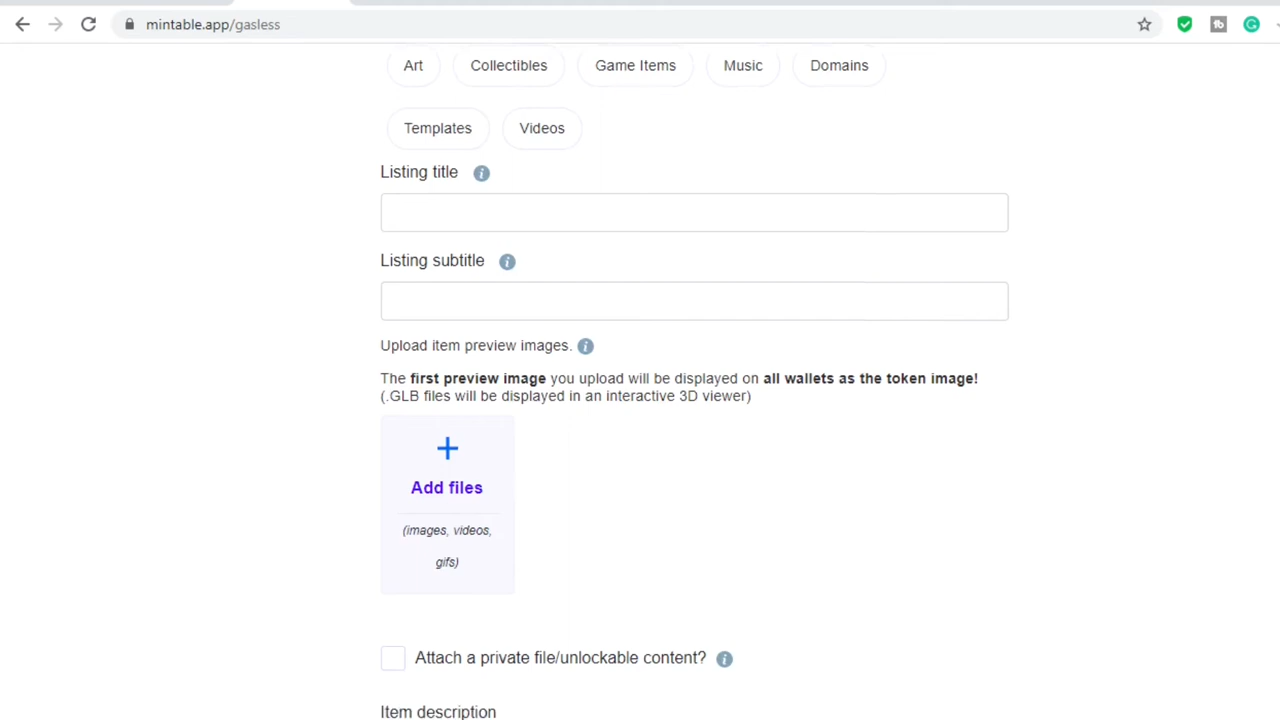 mintable.app/gasless
Art Collectibles Game Items Music Domains
Templates Videos
Listing title
Listing subtitle
Upload item preview images.
The first preview image you upload will be displayed on all wallets as the token image!
(.GLB files will be displayed in an interactive 3D viewer)
Add files
(images, videos,
gifs)
Attach a private file/unlockable content?
Item description